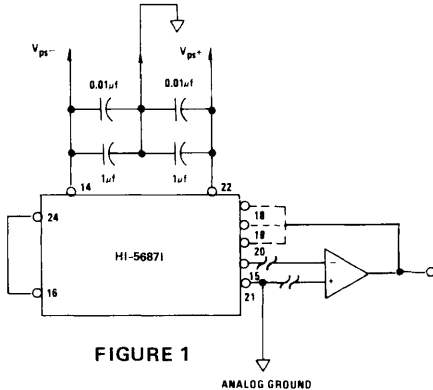 Vps- Vps+
0.01μf 0.01μf
1μf 1μf
14 22
24 18
19
HI-5687I 20
16 15
21
- +
FIGURE 1
ANALOG GROUND